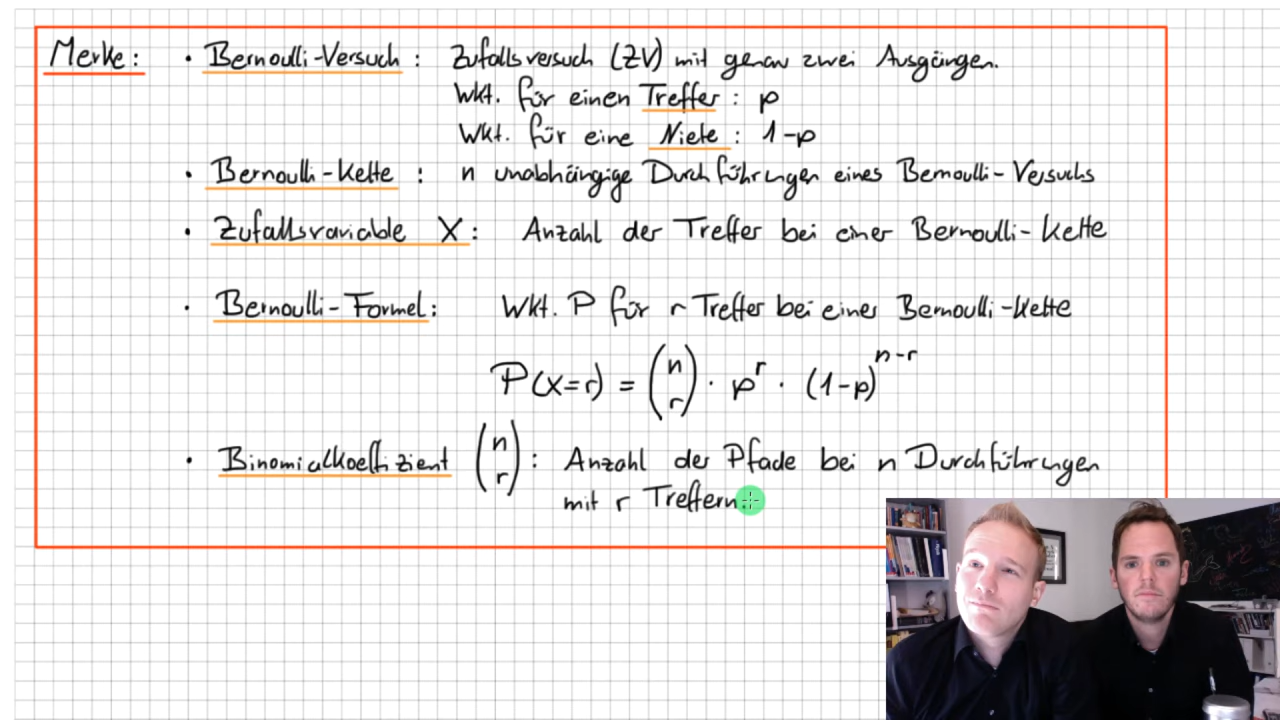 Merke: • Bernoulli-Versuch: Zufallsversuch (ZV) mit genau zwei Ausgängen.
Wkt. für einen Treffer: p
Wkt. für eine Niete: 1-p
• Bernoulli-Kette: n unabhängige Durchführungen eines Bernoulli-Versuchs
• Zufallsvariable X: Anzahl der Treffer bei einer Bernoulli-Kette
• Bernoulli-Formel: Wkt. P für r Treffer bei einer Bernoulli-Kette
P(X=r) = (n r) · p^r · (1-p)^n-r
• Binomialkoeffizient (n r): Anzahl der Pfade bei n Durchführungen
mit r Treffern.